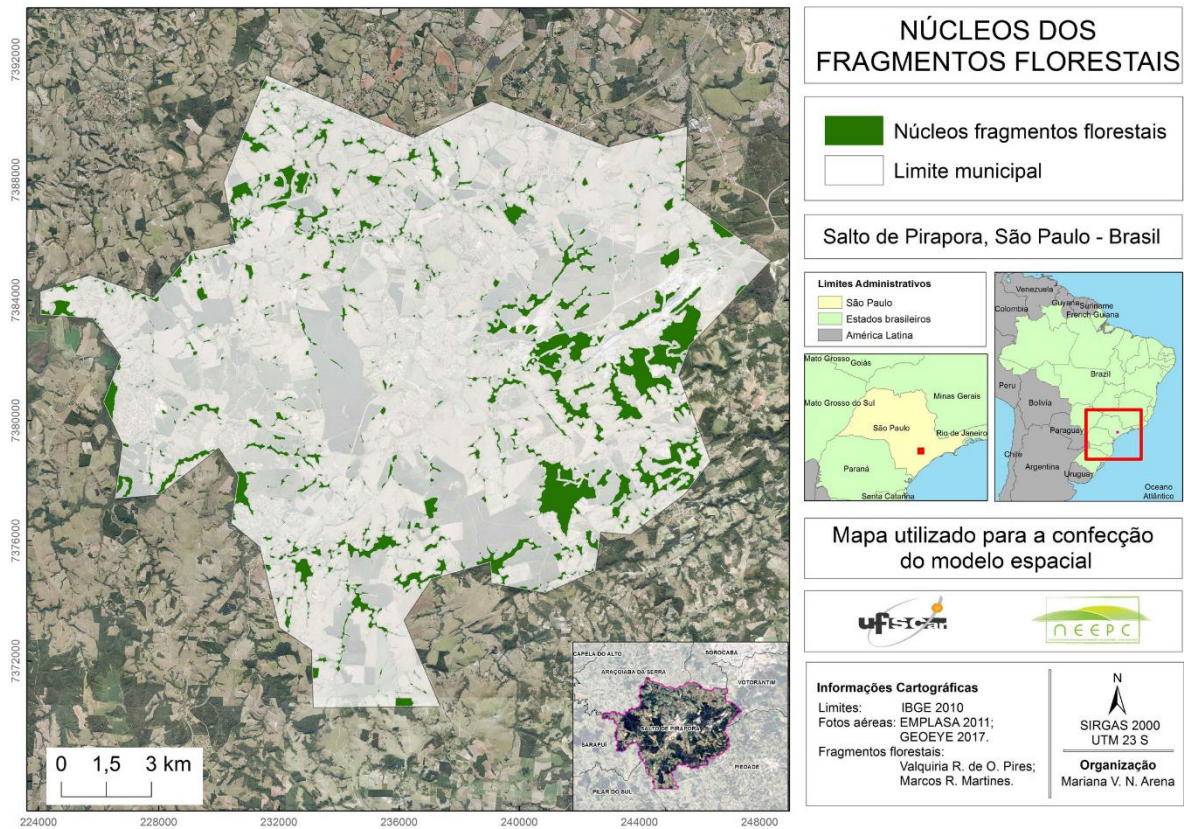 NÚCLEOS DOS
FRAGMENTOS FLORESTAIS
Núcleos fragmentos florestais
Limite municipal
Salto de Pirapora, São Paulo - Brasil
Limites Administrativos
São Paulo
Estados brasileiros
América Latina
Mato Grosso
Goiás
Minas Gerais
Mato Grosso do Sul
São Paulo
Rio de Janeiro
Paraná
Santa Catarina
Venezuela
Guyana
Suriname
French Guiana
Colombia
Brazil
Peru
Bolivia
Paraguay
Chile
Argentina
Uruguay
Oceano
Atlântico
Mapa utilizado para a confecção
do modelo espacial
ufscar
NEEPC
Informações Cartográficas
Limites: IBGE 2010
Fotos aéreas: EMPLASA 2011;
GEOEYE 2017.
Fragmentos florestais:
Valquiria R. de O. Pires;
Marcos R. Martines.
N
SIRGAS 2000
UTM 23 S
Organização
Mariana V. N. Arena
7392000
7388000
7384000
7380000
7376000
7372000
0 1,5 3 km
CAPELA DO ALTO
SOROCABA
ARAÇOIABA DA SERRA
VOTORANTIM
SALTO DE PIRAPORA
SARAPUÍ
PIEDADE
PILAR DO SUL
224000 228000 232000 236000 240000 244000 248000